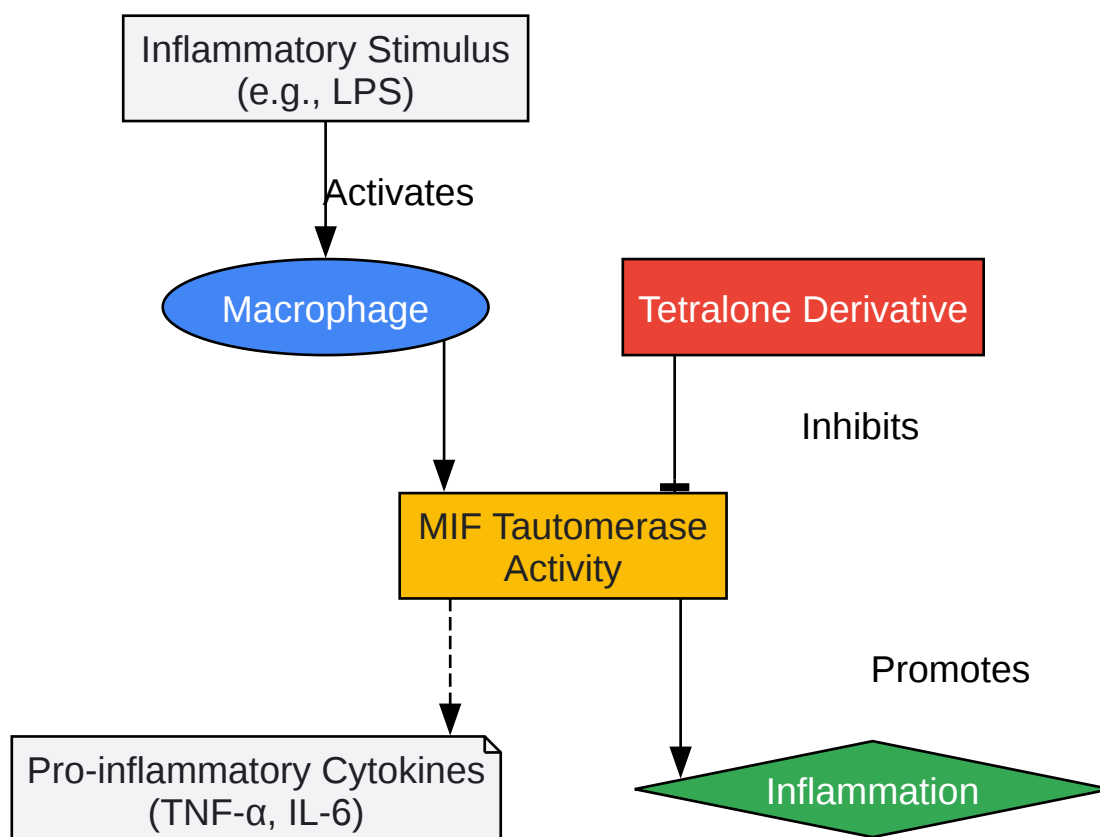 Inflammatory Stimulus
(e.g., LPS)
Activates
Macrophage
Tetralone Derivative
Inhibits
MIF Tautomerase
Activity
Promotes
Pro-inflammatory Cytokines
(TNF-α, IL-6)
Inflammation